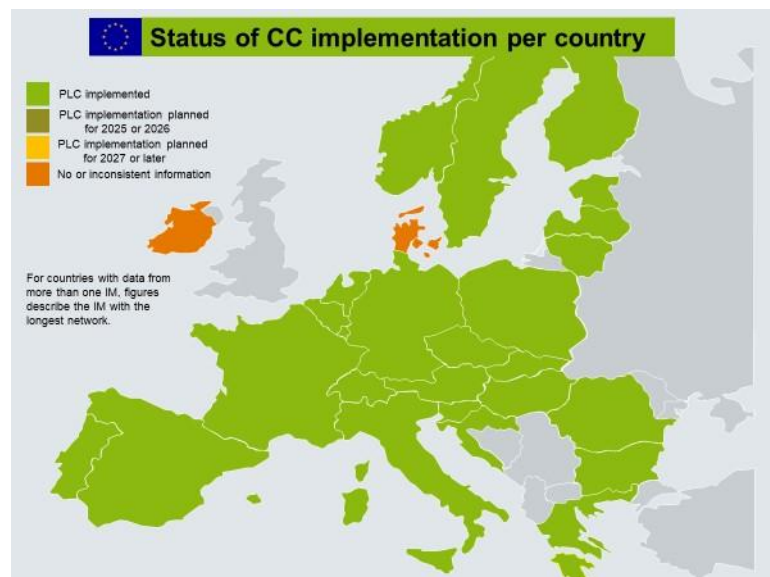 Status of CC implementation per country
PLC implemented
PLC implementation planned
for 2025 or 2026
PLC implementation planned
for 2027 or later
No or inconsistent information
For countries with data from
more than one IM, figures
describe the IM with the
longest network.